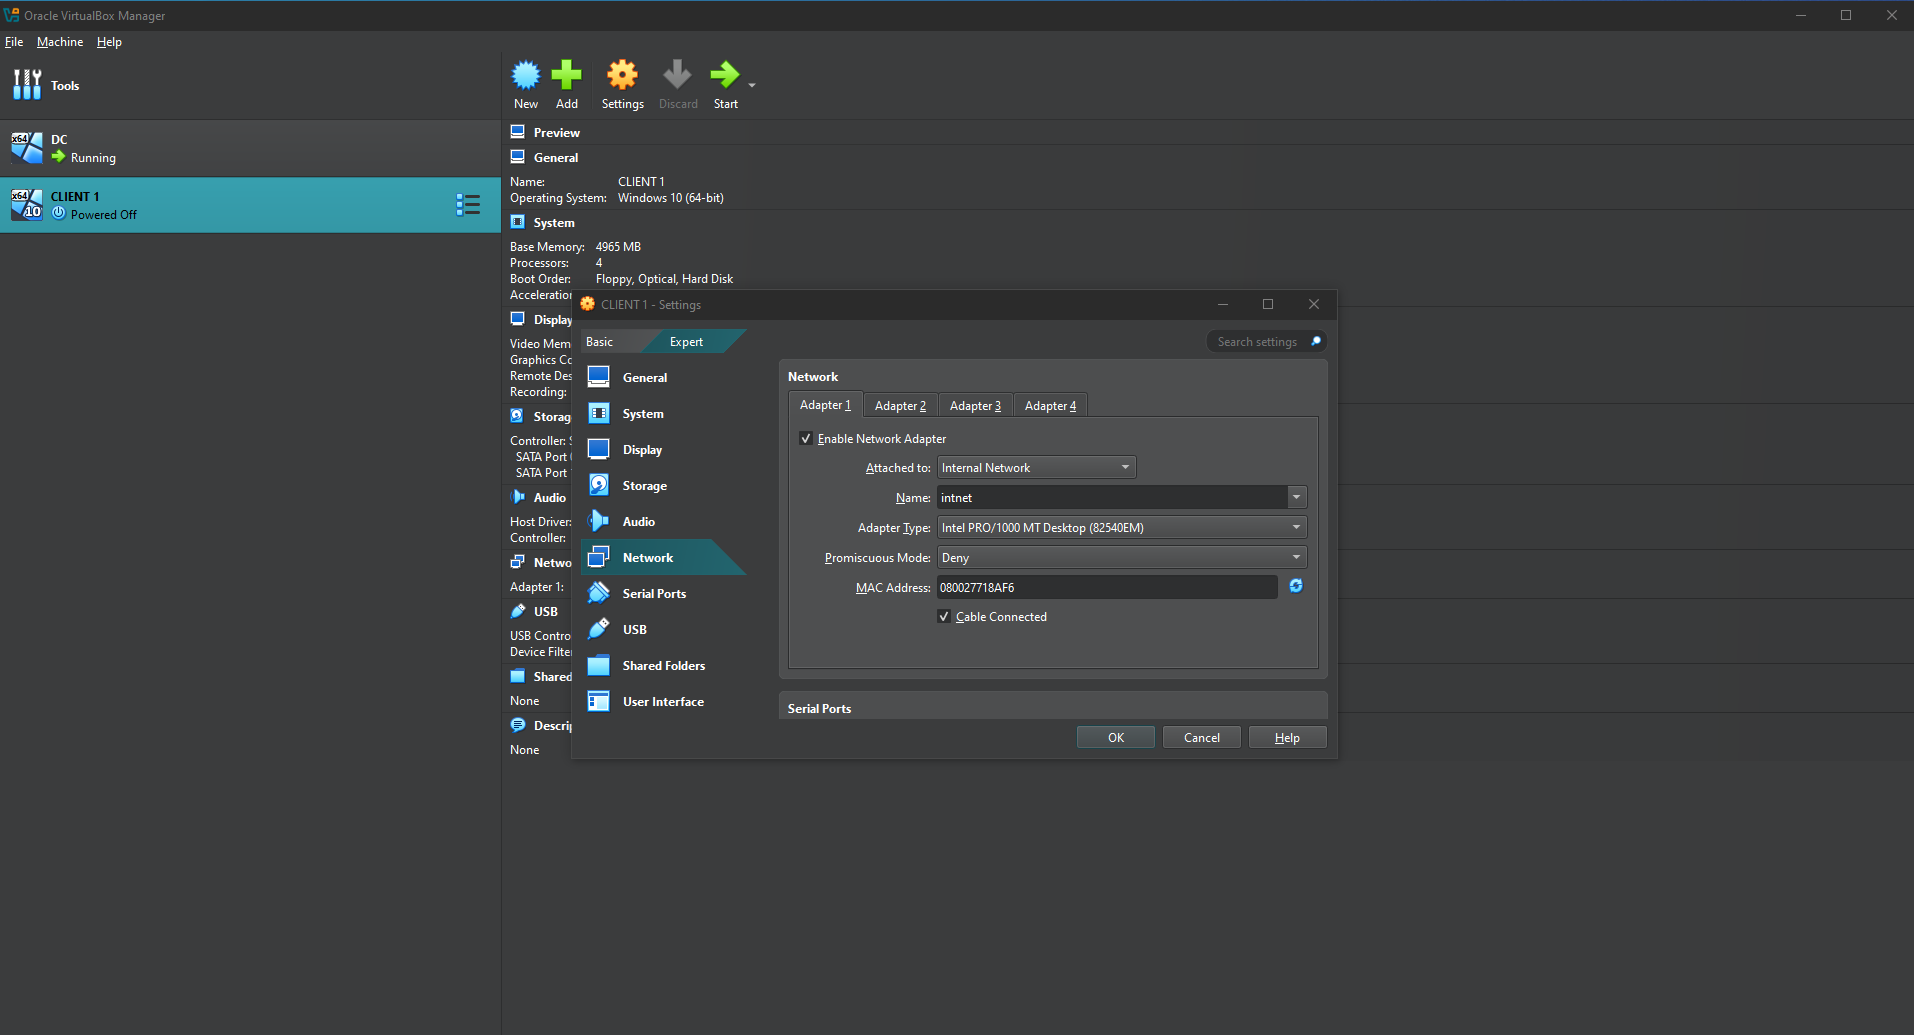 Oracle VirtualBox Manager
File Machine Help
Tools
New Add Settings Discard Start
x64
DC
Running
x64
10
CLIENT 1
Powered Off
Preview
General
Name: CLIENT 1
Operating System: Windows 10 (64-bit)
System
Base Memory: 4965 MB
Processors: 4
Boot Order: Floppy, Optical, Hard Disk
Acceleration
Display
Video Mem
Graphics Co
Remote Des
Recording:
Storag
Controller: S
SATA Port
SATA Port
Audio
Host Driver:
Controller:
Netwo
Adapter 1:
USB
USB Contro
Device Filter
Shared
None
Descrip
None
CLIENT 1 - Settings
Basic Expert
Search settings
General
System
Display
Storage
Audio
Network
Serial Ports
USB
Shared Folders
User Interface
Network
Adapter 1 Adapter 2 Adapter 3 Adapter 4
Enable Network Adapter
Attached to: Internal Network
Name: intnet
Adapter Type: Intel PRO/1000 MT Desktop (82540EM)
Promiscuous Mode: Deny
MAC Address: 080027718AF6
Cable Connected
Serial Ports
OK Cancel Help